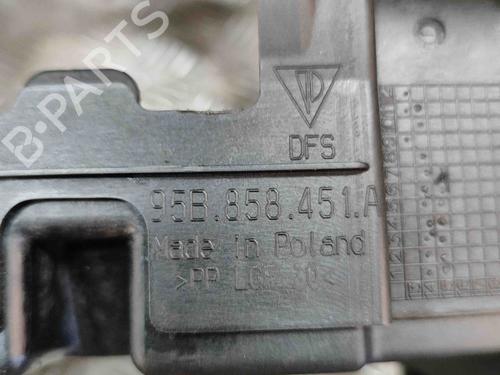 B-PARTS
DFS
95B.858.451.A
Made in Poland
>PP